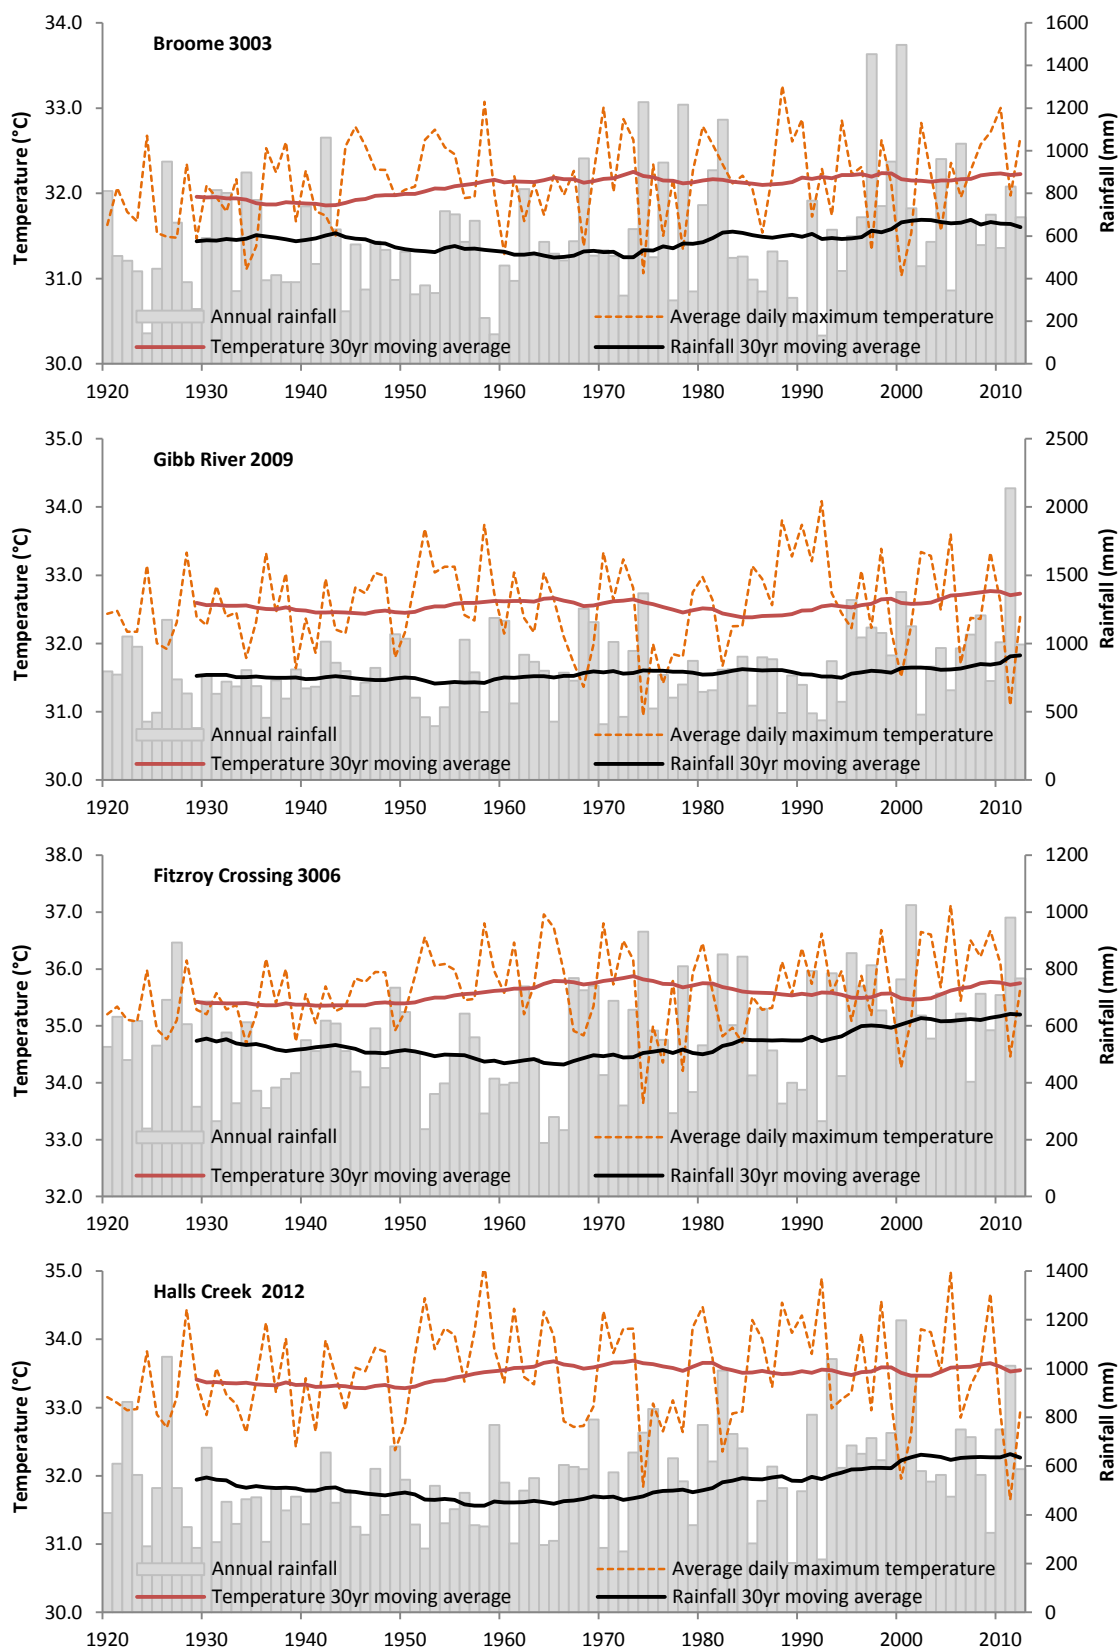 Broome 3003
Temperature (°C)
34.0
33.0
32.0
31.0
30.0
Rainfall (mm)
1600
1400
1200
1000
800
600
400
200
0
Annual rainfall
Average daily maximum temperature
Temperature 30yr moving average
Rainfall 30yr moving average
1920 1930 1940 1950 1960 1970 1980 1990 2000 2010
Gibb River 2009
Temperature (°C)
35.0
34.0
33.0
32.0
31.0
30.0
Rainfall (mm)
2500
2000
1500
1000
500
0
Annual rainfall
Average daily maximum temperature
Temperature 30yr moving average
Rainfall 30yr moving average
1920 1930 1940 1950 1960 1970 1980 1990 2000 2010
Fitzroy Crossing 3006
Temperature (°C)
38.0
37.0
36.0
35.0
34.0
33.0
32.0
Rainfall (mm)
1200
1000
800
600
400
200
0
Annual rainfall
Average daily maximum temperature
Temperature 30yr moving average
Rainfall 30yr moving average
1920 1930 1940 1950 1960 1970 1980 1990 2000 2010
Halls Creek 2012
Temperature (°C)
35.0
34.0
33.0
32.0
31.0
30.0
Rainfall (mm)
1400
1200
1000
800
600
400
200
0
Annual rainfall
Average daily maximum temperature
Temperature 30yr moving average
Rainfall 30yr moving average
1920 1930 1940 1950 1960 1970 1980 1990 2000 2010